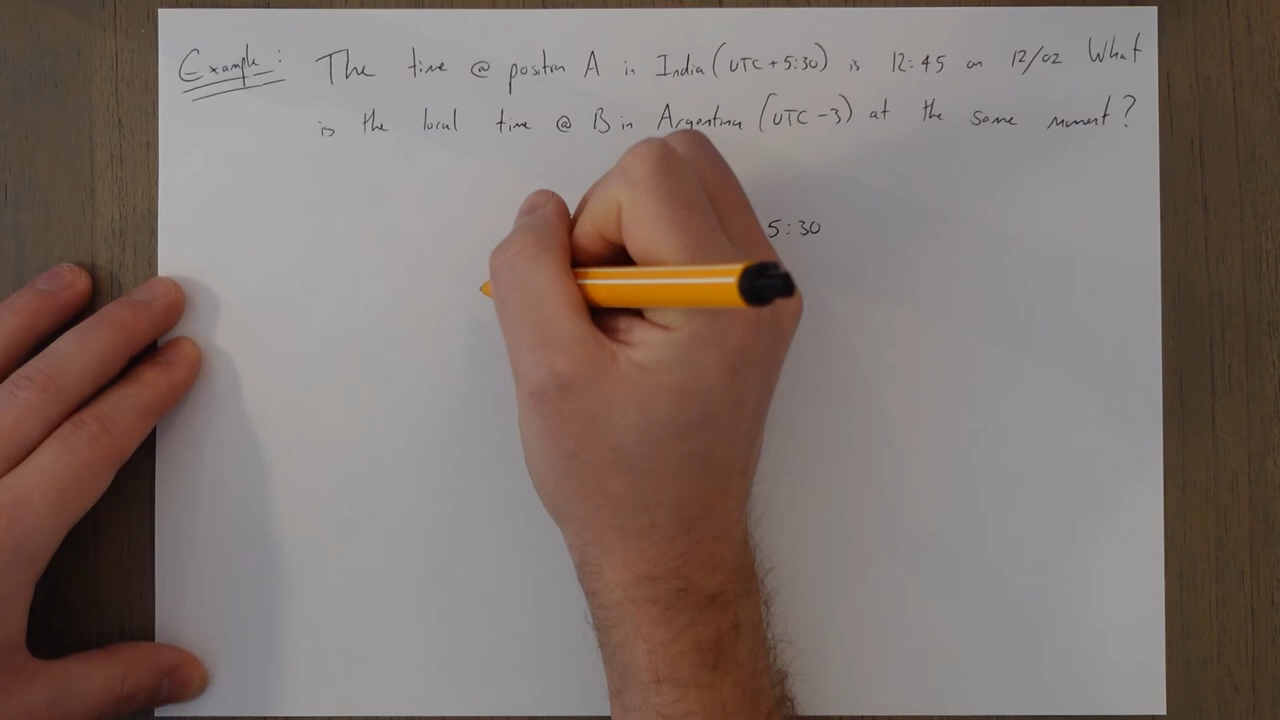 Example: The time @ position A in India (UTC+5:30) is 12:45 on 12/02. What
is the local time @ B in Argentina (UTC-3) at the same moment?
5:30